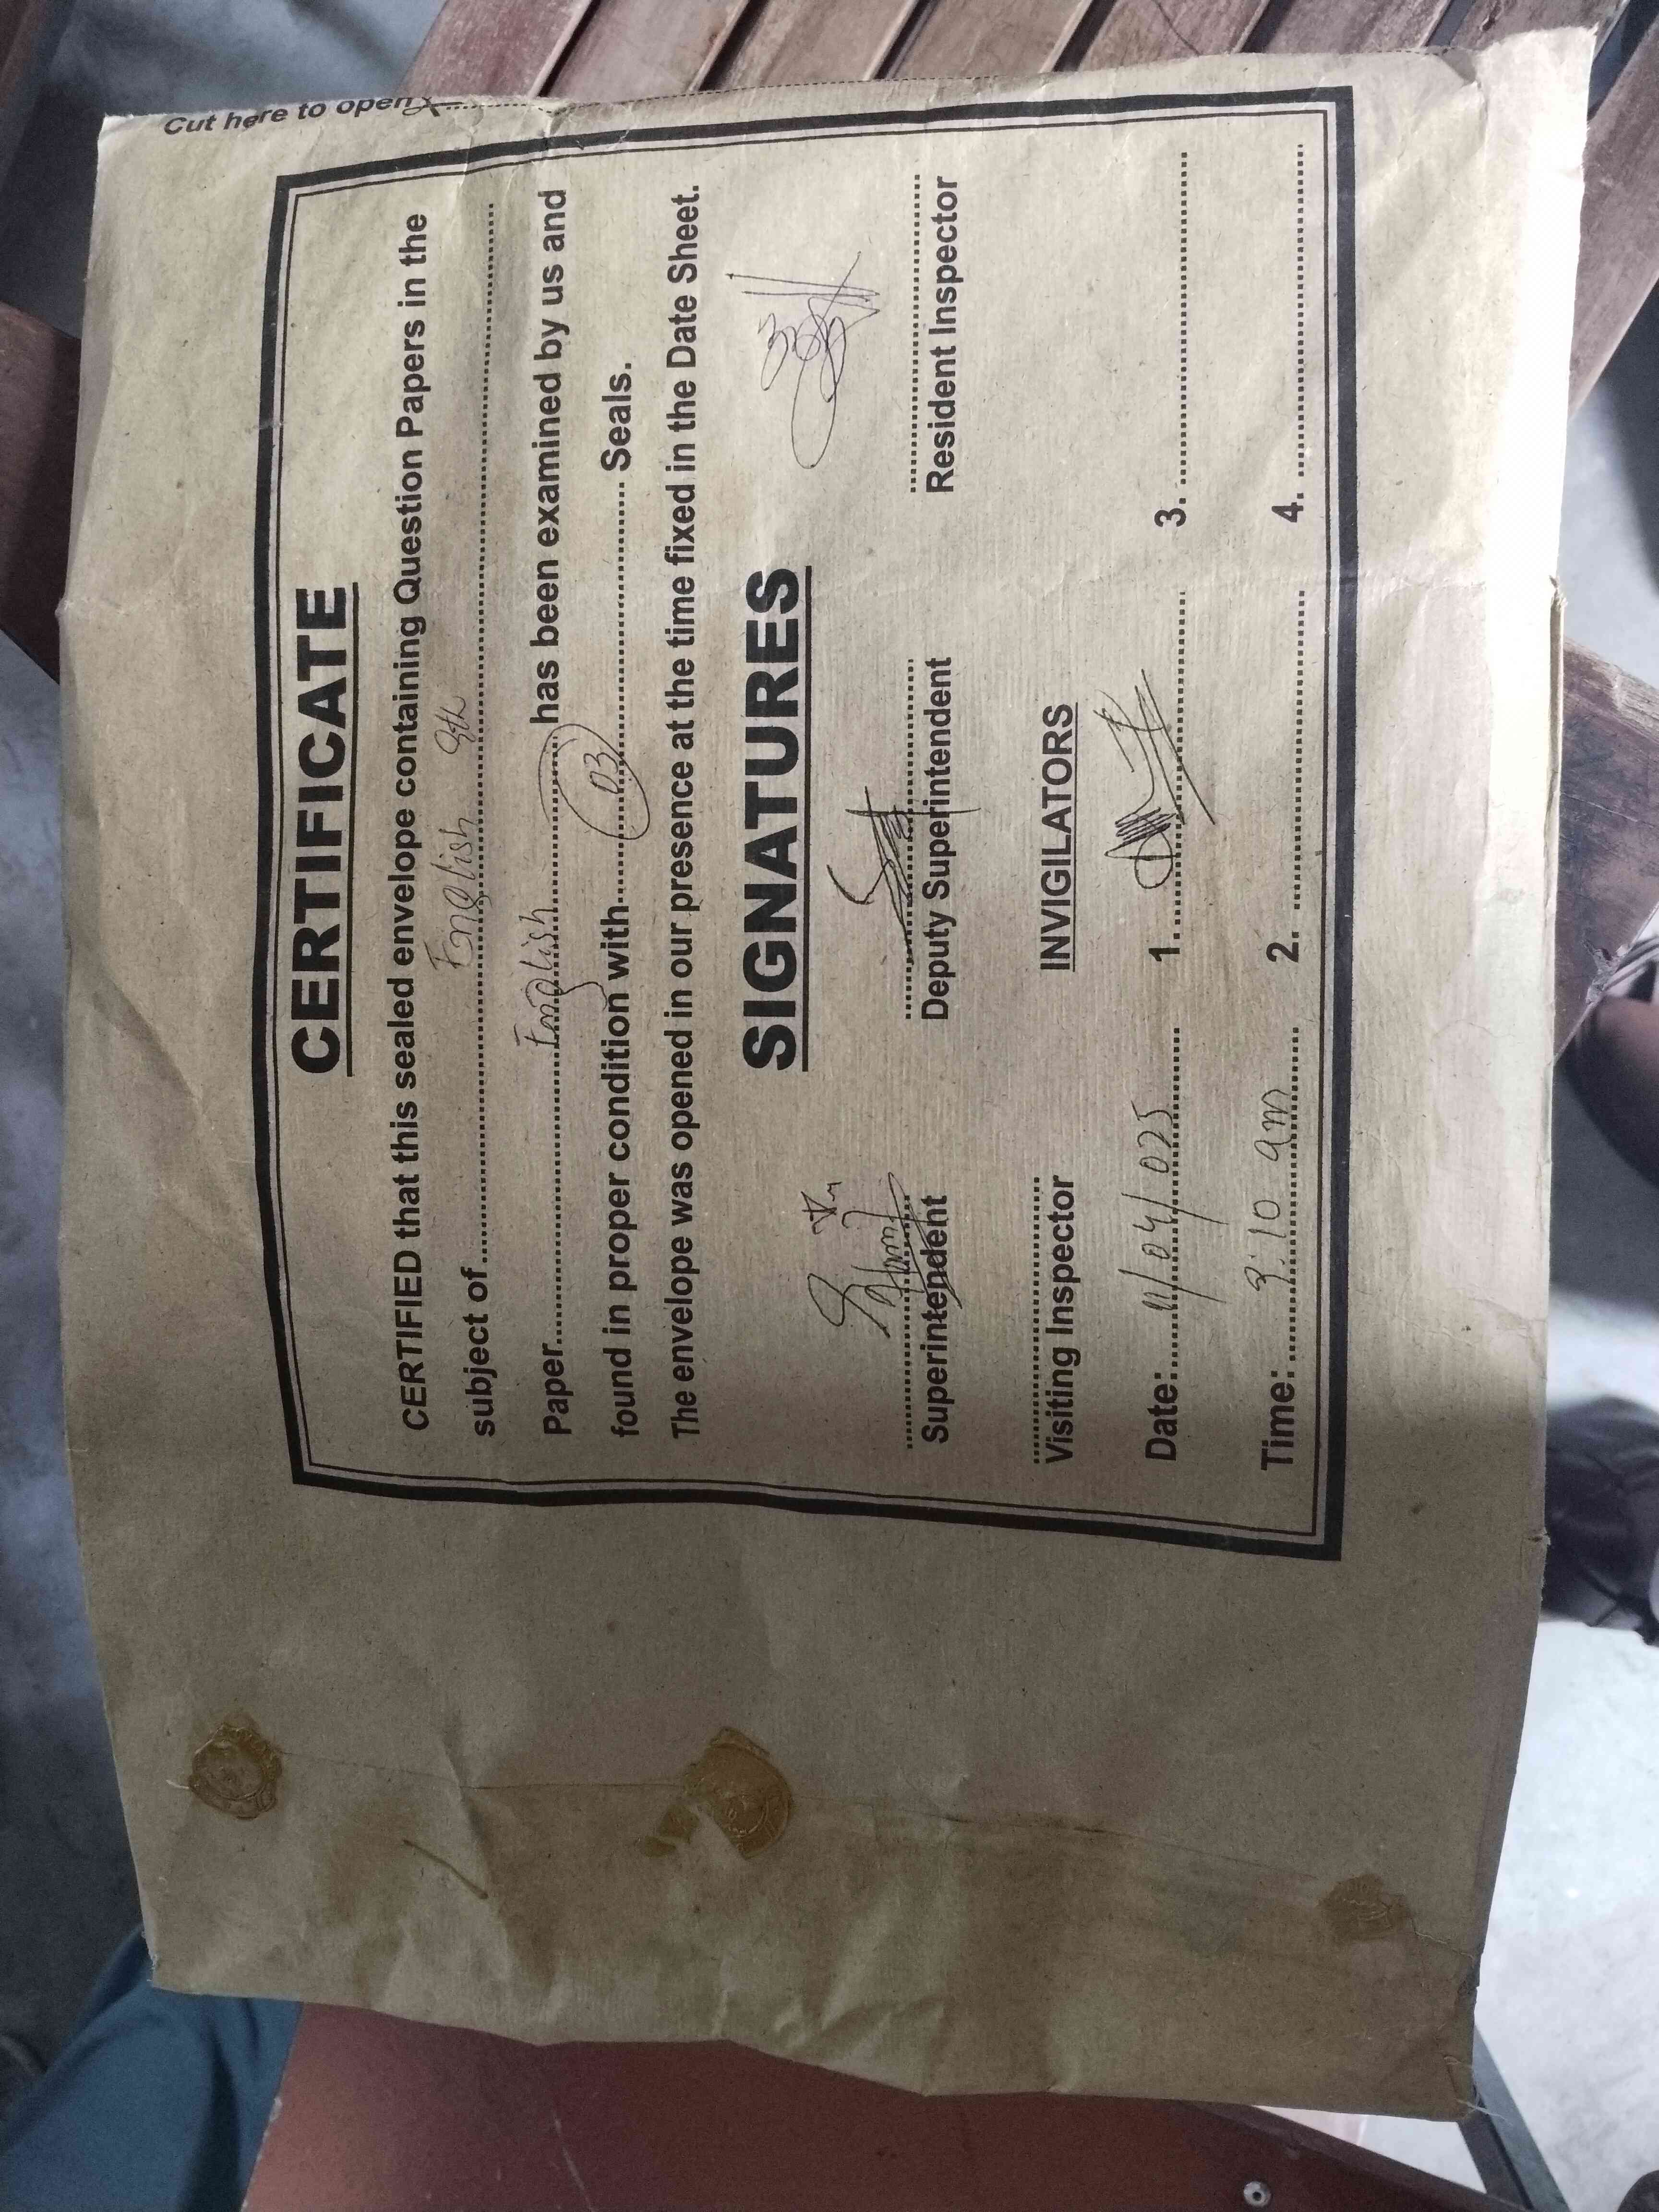 Cut here to open
CERTIFICATE
CERTIFIED that this sealed envelope containing Question Papers in the
subject of.......... English 9th ..........
Paper.......... English .......... has been examined by us and
found in proper condition with.......... 03 .......... Seals.
The envelope was opened in our presence at the time fixed in the Date Sheet.
SIGNATURES
Superintendent Deputy Superintendent Resident Inspector
Visiting Inspector INVIGILATORS
Date:.......... 11/04/025 .......... 1. .......... 3. ..........
Time:.......... 9:10 am .......... 2. .......... 4. ..........